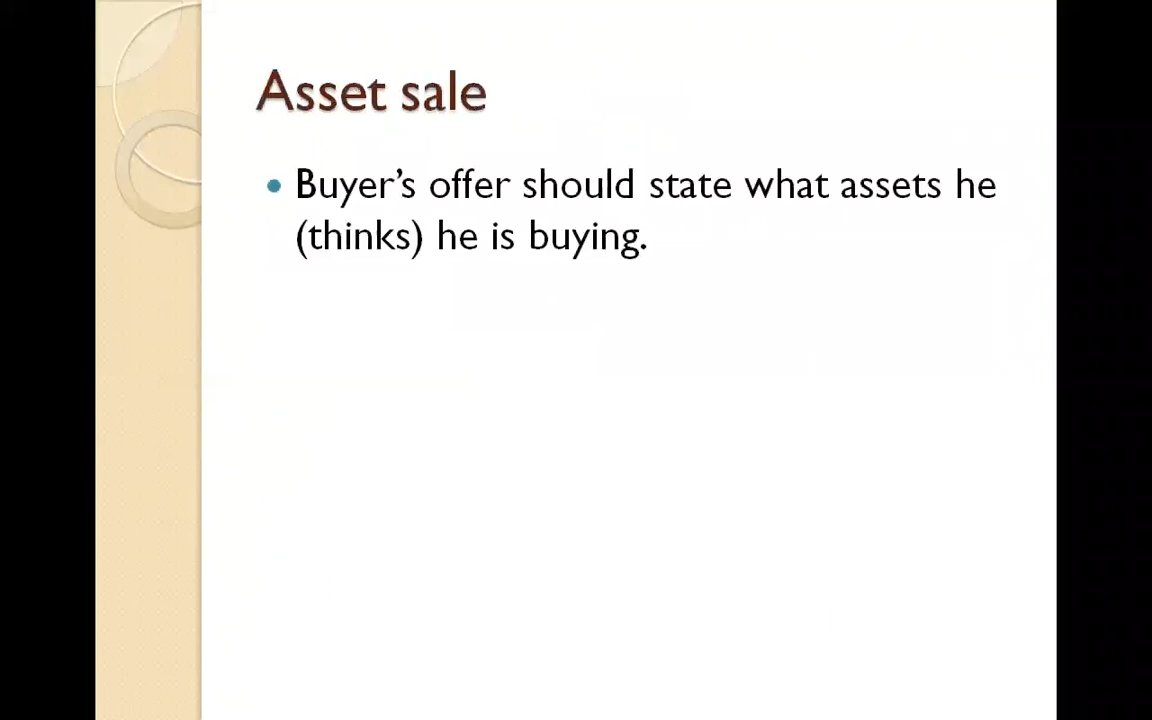 Asset sale
• Buyer’s offer should state what assets he
(thinks) he is buying.